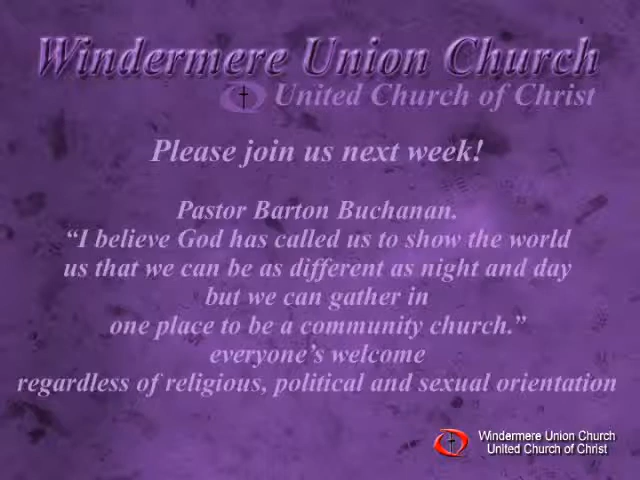 Windermere Union Church
United Church of Christ
Please join us next week!
Pastor Barton Buchanan.
“I believe God has called us to show the world
us that we can be as different as night and day
but we can gather in
one place to be a community church.”
everyone’s welcome
regardless of religious, political and sexual orientation
Windermere Union Church
United Church of Christ